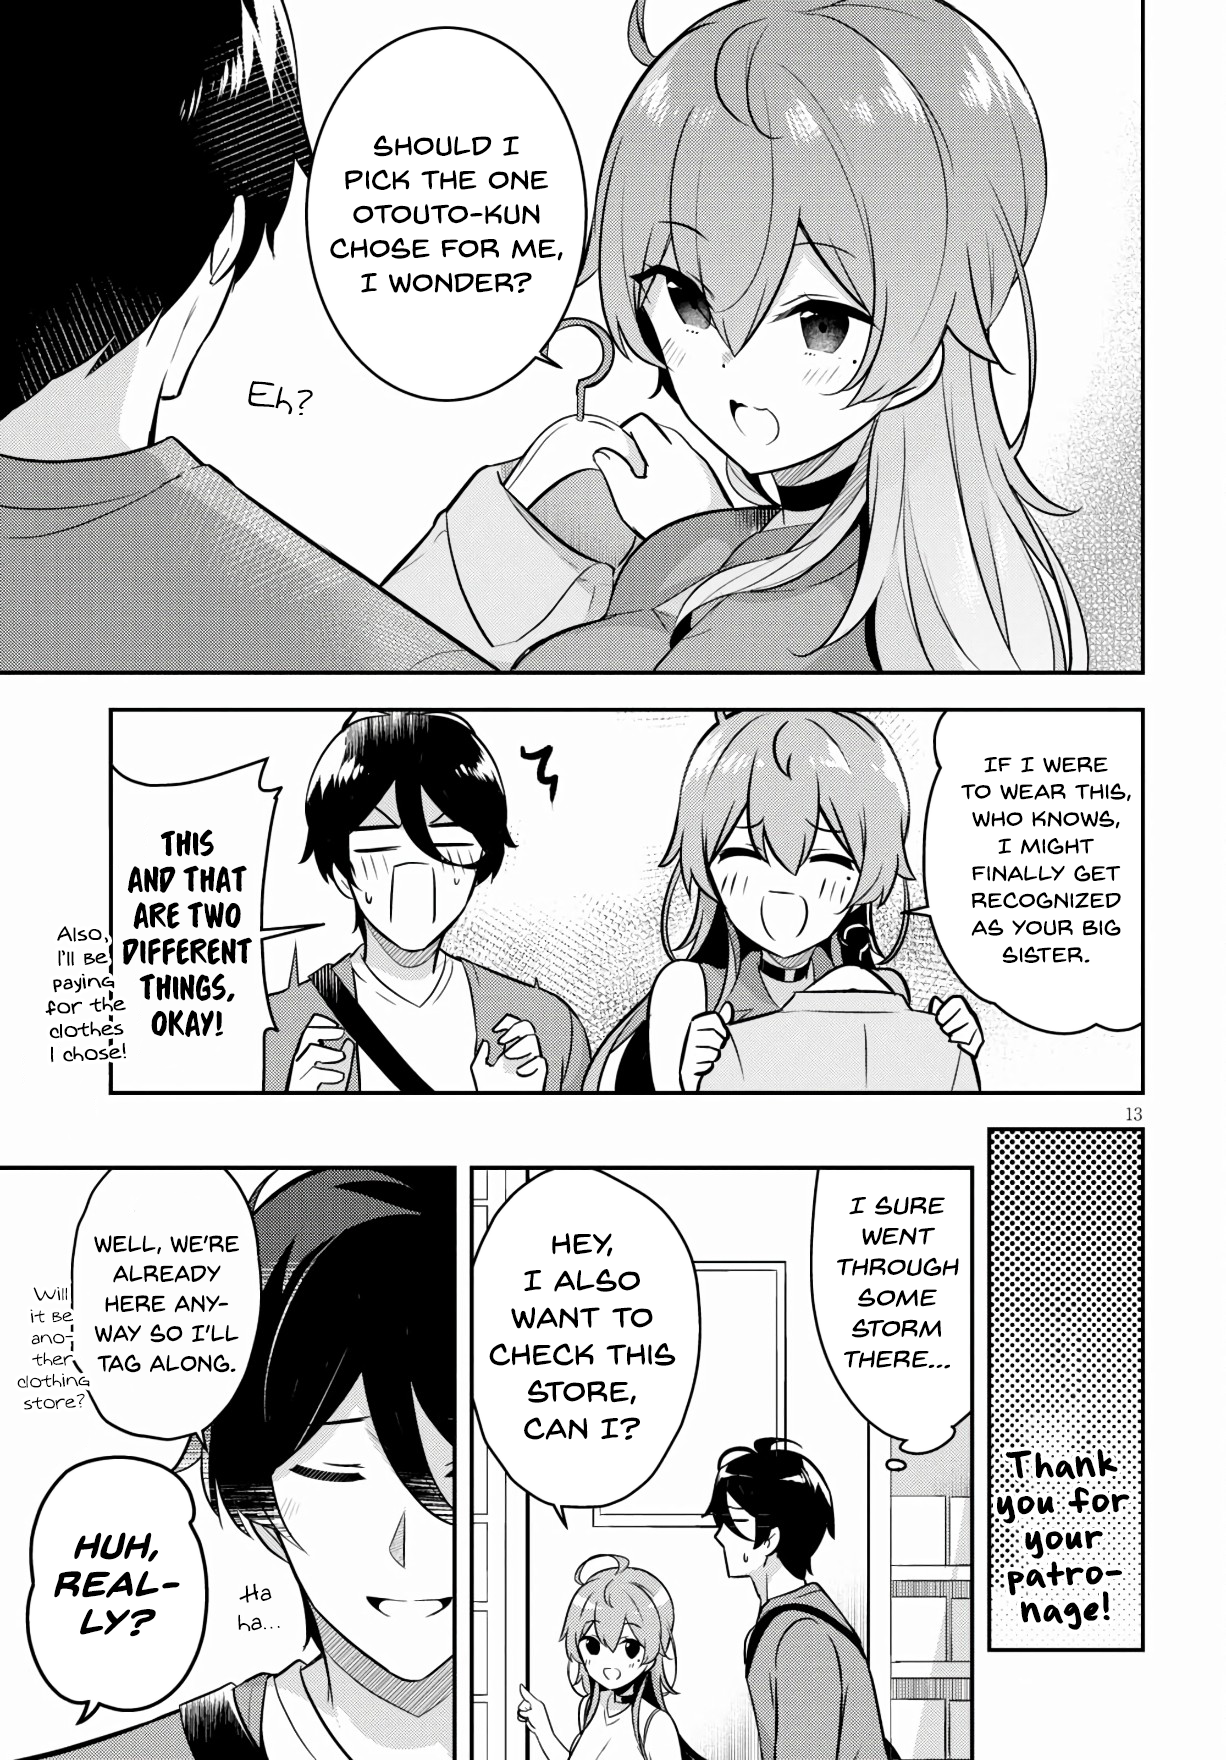 SHOULD I
PICK THE ONE
OTOUTO-KUN
CHOSE FOR ME,
I WONDER?
Eh?
IF I WERE
TO WEAR THIS,
WHO KNOWS,
I MIGHT
FINALLY GET
RECOGNIZED
AS YOUR BIG
SISTER.
THIS
AND THAT
ARE TWO
DIFFERENT
THINGS,
OKAY!
Also,
I'll be
paying
for the
clothes
I chose!
13
Thank
you for
your
patro-
nage!
I SURE
WENT
THROUGH
SOME
STORM
THERE...
HEY,
I ALSO
WANT TO
CHECK THIS
STORE,
CAN I?
WELL, WE'RE
ALREADY
HERE ANY-
WAY SO I'LL
TAG ALONG.
Will
it be
ano-
ther
clothing
store?
Ha
ha...
HUH,
REAL-
LY?